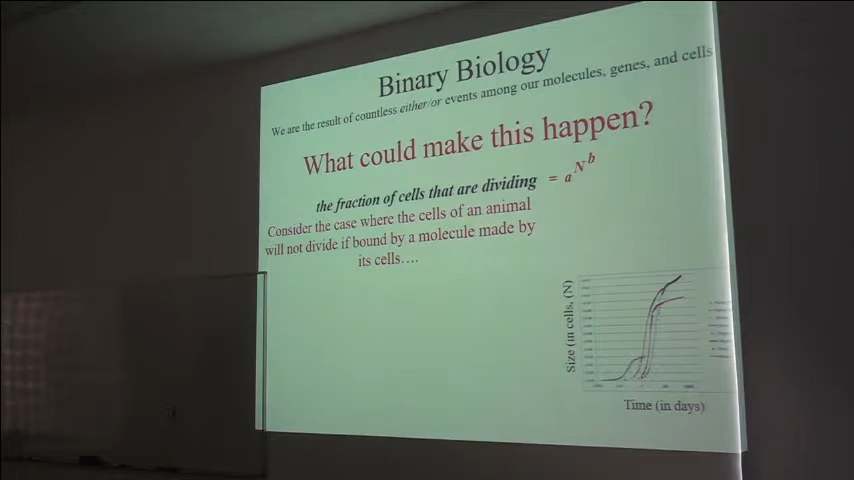 Binary Biology
We are the result of countless either/or events among our molecules, genes, and cells
What could make this happen?
the fraction of cells that are dividing = a^N^b
Consider the case where the cells of an animal
will not divide if bound by a molecule made by
its cells….
Size (in cells, (N)
Time (in days)